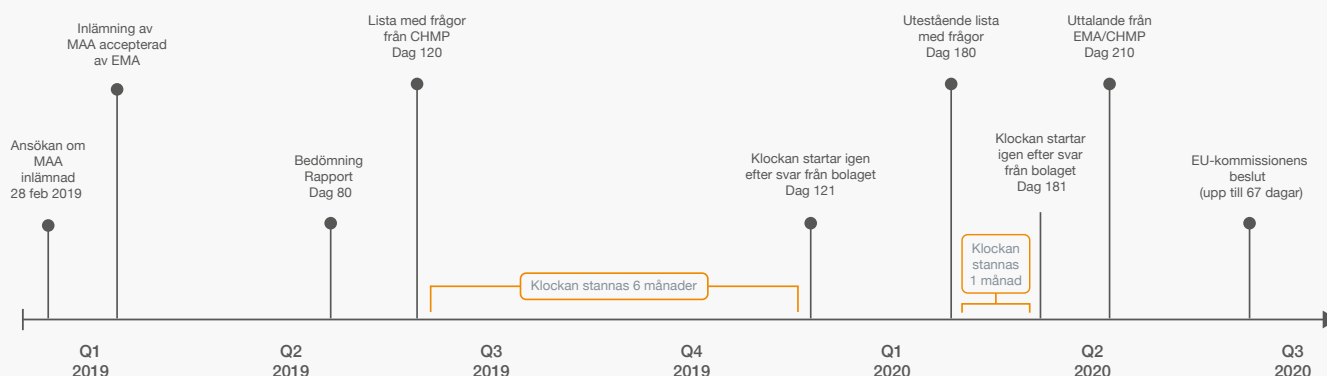 Ansökan om
MAA
inlämnad
28 feb 2019
Inlämning av
MAA accepterad
av EMA
Bedömning
Rapport
Dag 80
Lista med frågor
från CHMP
Dag 120
Klockan stannas 6 månader
Klockan startar igen
efter svar från bolaget
Dag 121
Utestående lista
med frågor
Dag 180
Klockan
stannas
1 månad
Klockan startar
igen efter svar
från bolaget
Dag 181
Uttalande från
EMA/CHMP
Dag 210
EU-kommissionens
beslut
(upp till 67 dagar)
Q1
2019
Q2
2019
Q3
2019
Q4
2019
Q1
2020
Q2
2020
Q3
2020